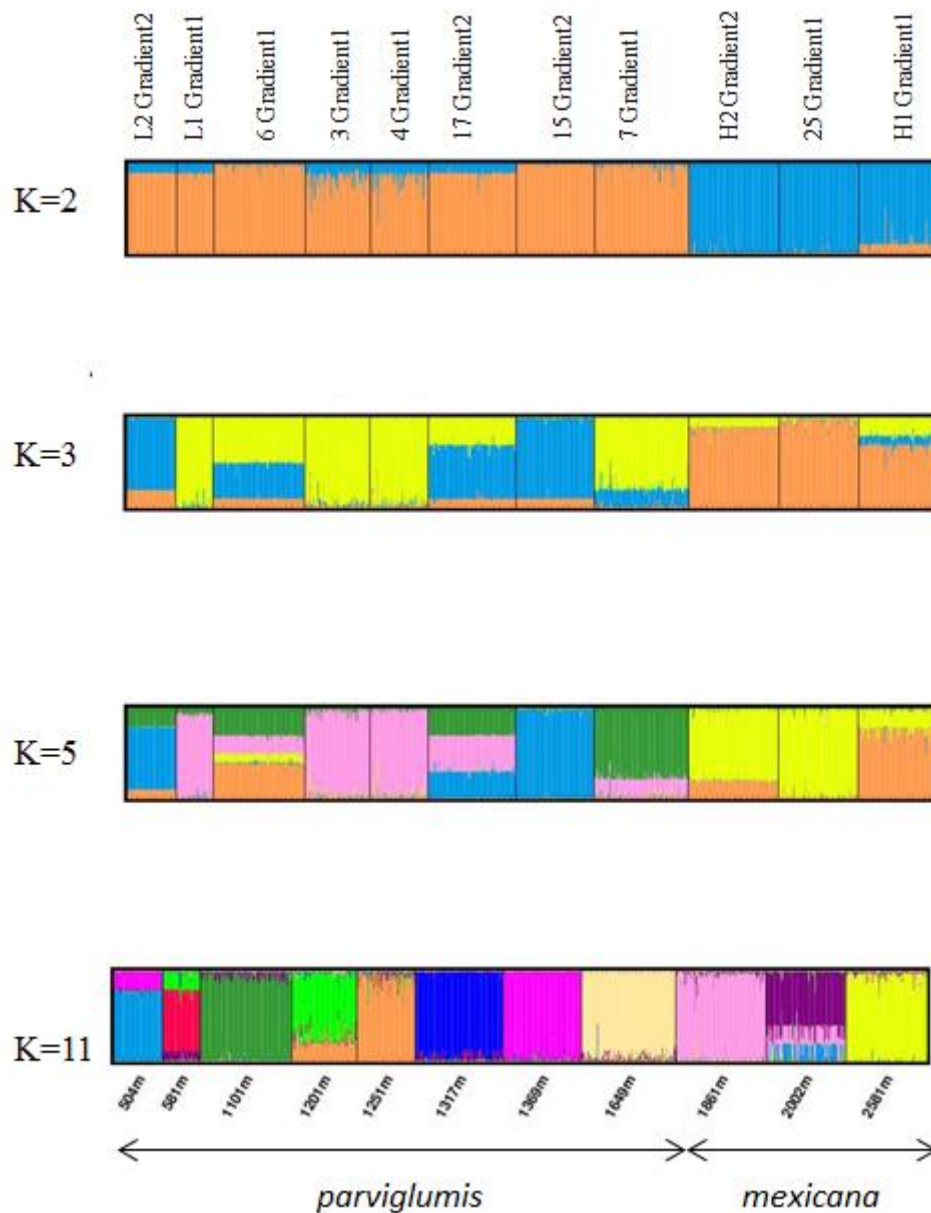 L2 Gradient2
L1 Gradient1
6 Gradient1
3 Gradient1
4 Gradient1
17 Gradient2
15 Gradient2
7 Gradient1
H2 Gradient2
25 Gradient1
H1 Gradient1
K=2
K=3
K=5
K=11
504m
581m
1101m
1201m
1251m
1317m
1369m
1649m
1861m
2002m
2581m
parviglumis
mexicana